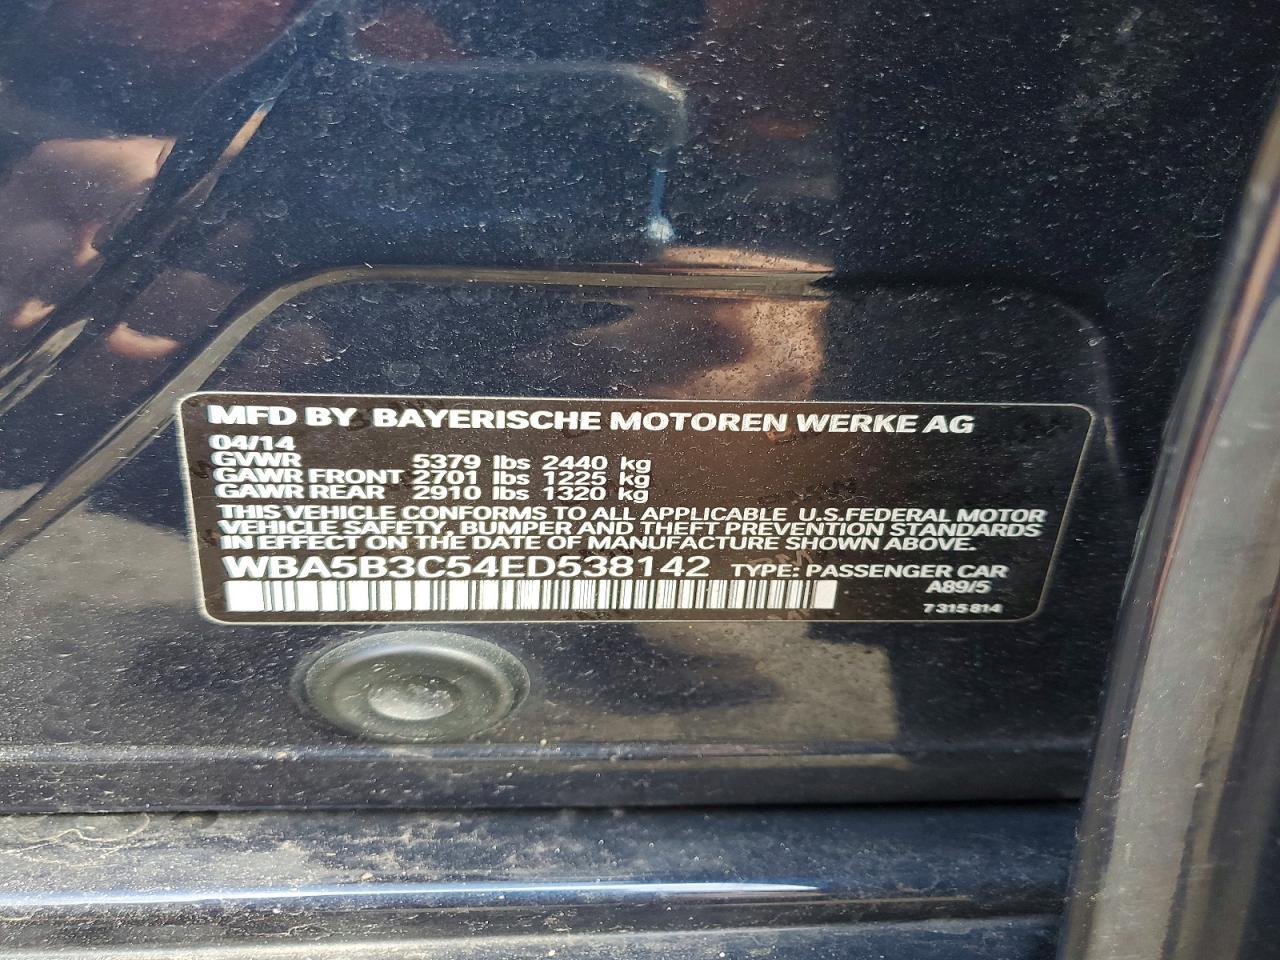 MFD BY BAYERISCHE MOTOREN WERKE AG
04/14
GVWR 5379 lbs 2440 kg
GAWR FRONT 2701 lbs 1225 kg
GAWR REAR 2910 lbs 1320 kg
THIS VEHICLE CONFORMS TO ALL APPLICABLE U.S.FEDERAL MOTOR
VEHICLE SAFETY, BUMPER AND THEFT PREVENTION STANDARDS
IN EFFECT ON THE DATE OF MANUFACTURE SHOWN ABOVE.
WBA5B3C54ED538142 TYPE: PASSENGER CAR
A89/5
7 315 814